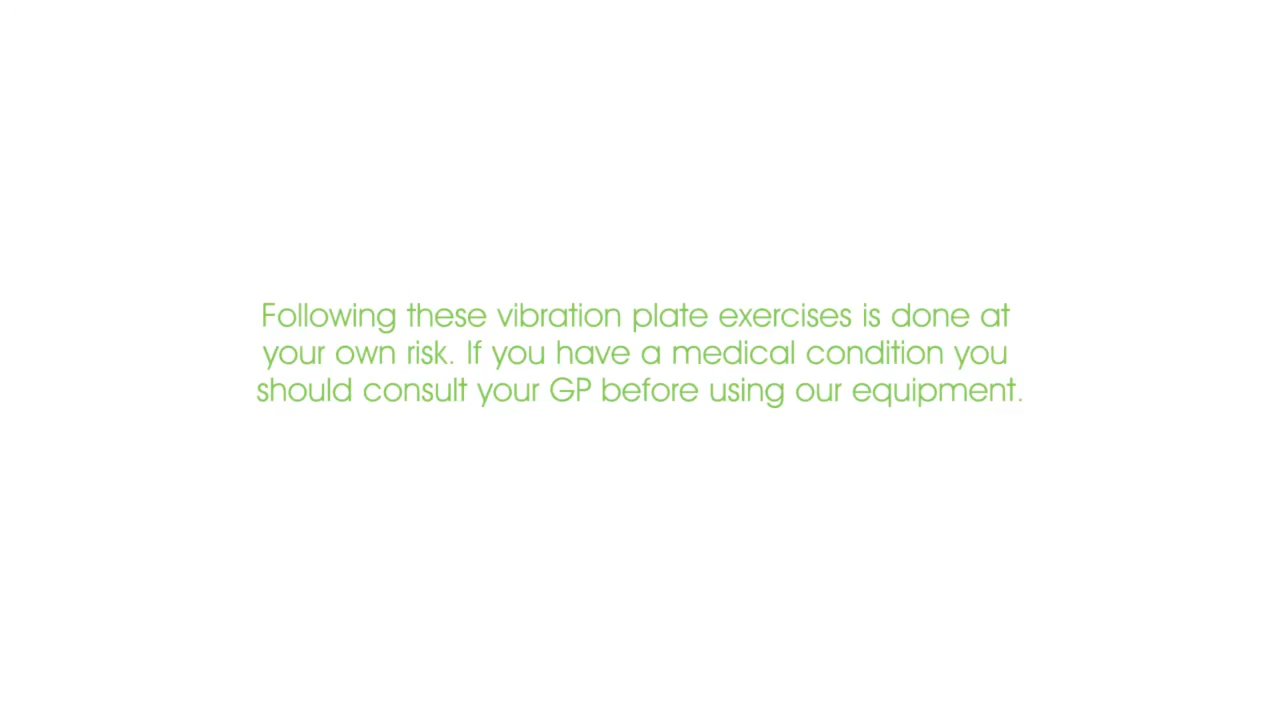 Following these vibration plate exercises is done at
your own risk. If you have a medical condition you
should consult your GP before using our equipment.